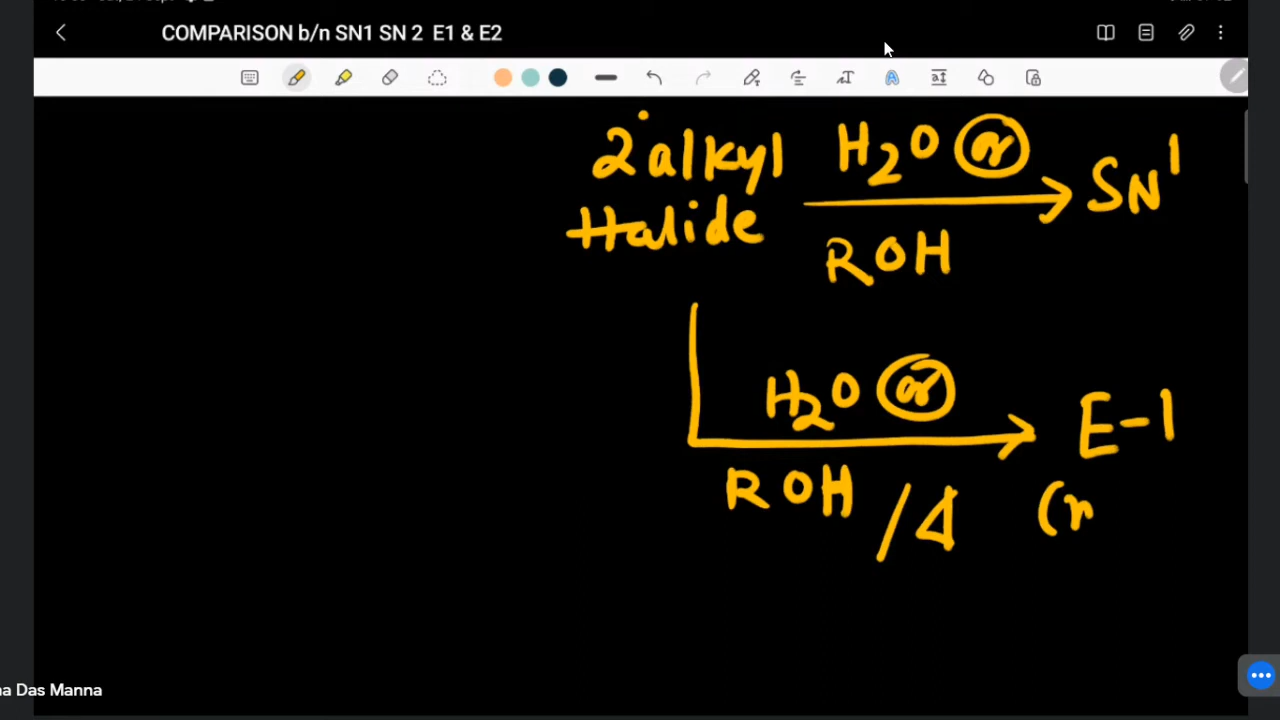 COMPARISON b/n SN1 SN 2 E1 & E2
2° alkyl Halide
H2O or
ROH
SN1
H2O or
ROH / Δ
E-1
(m
na Das Manna